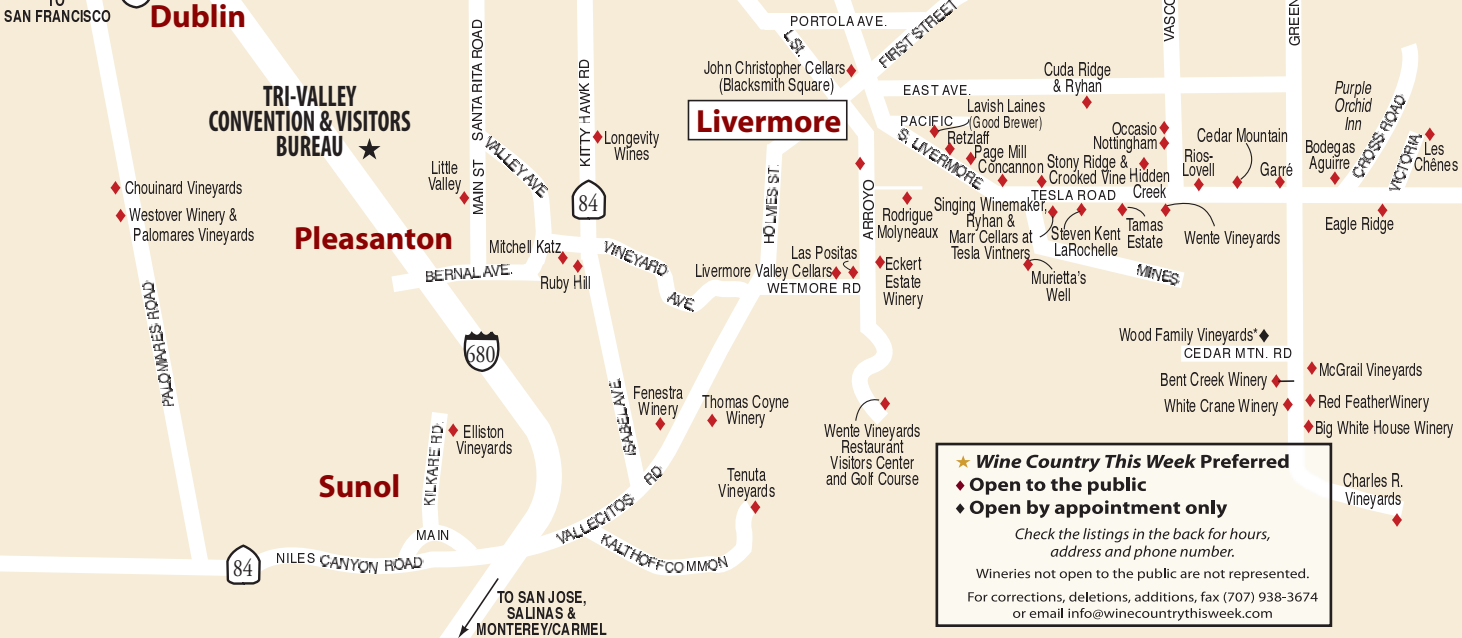 TO
SAN FRANCISCO
Dublin
TRI-VALLEY
CONVENTION & VISITORS
BUREAU
Chouinard Vineyards
Westover Winery &
Palomares Vineyards
PALOMARES ROAD
Pleasanton
Little
Valley
MAIN ST
SANTA RITA ROAD
VALLEY AVE
KITTY HAWK RD
Longevity
Wines
84
Mitchell Katz
Ruby Hill
BERNAL AVE.
VINEYARD
AVE.
680
Sunol
KILKARE RD.
Elliston
Vineyards
MAIN
84
NILES CANYON ROAD
TO SAN JOSE,
SALINAS &
MONTEREY/CARMEL
ISABEL AVE
Fenestra
Winery
Thomas Coyne
Winery
VALLECITOS RD
KALTHOFF COMMON
Tenuta
Vineyards
PORTOLA AVE.
L St.
FIRST STREET
John Christopher Cellars
(Blacksmith Square)
Livermore
HOLMES ST.
ARROYO
Las Positas
Livermore Valley Cellars
WETMORE RD
Eckert
Estate
Winery
Rodrigue
Molyneaux
Wente Vineyards
Restaurant
Visitors Center
and Golf Course
VASCO
GREEN
EAST AVE.
Cuda Ridge
& Ryhan
PACIFIC
Lavish Laines
(Good Brewer)
Retzlaff
S. LIVERMORE
Page Mill
Concannon
Stony Ridge &
Crooked Vine
Hidden
Creek
Occasio
Nottingham
Rios-
Lovell
Cedar Mountain
Garré
Purple
Orchid
Inn
Bodegas
Aguirre
CROSS ROAD
VICTORIA
Les
Chênes
TESLA ROAD
Singing Winemaker,
Ryhan &
Marr Cellars at
Tesla Vintners
Steven Kent
LaRochelle
Tamas
Estate
Wente Vineyards
Eagle Ridge
Murietta's
Well
MINES
Wood Family Vineyards*
CEDAR MTN. RD
Bent Creek Winery
White Crane Winery
McGrail Vineyards
Red FeatherWinery
Big White House Winery
Charles R.
Vineyards
Wine Country This Week Preferred
Open to the public
Open by appointment only
Check the listings in the back for hours,
address and phone number.
Wineries not open to the public are not represented.
For corrections, deletions, additions, fax (707) 938-3674
or email info@winecountrythisweek.com